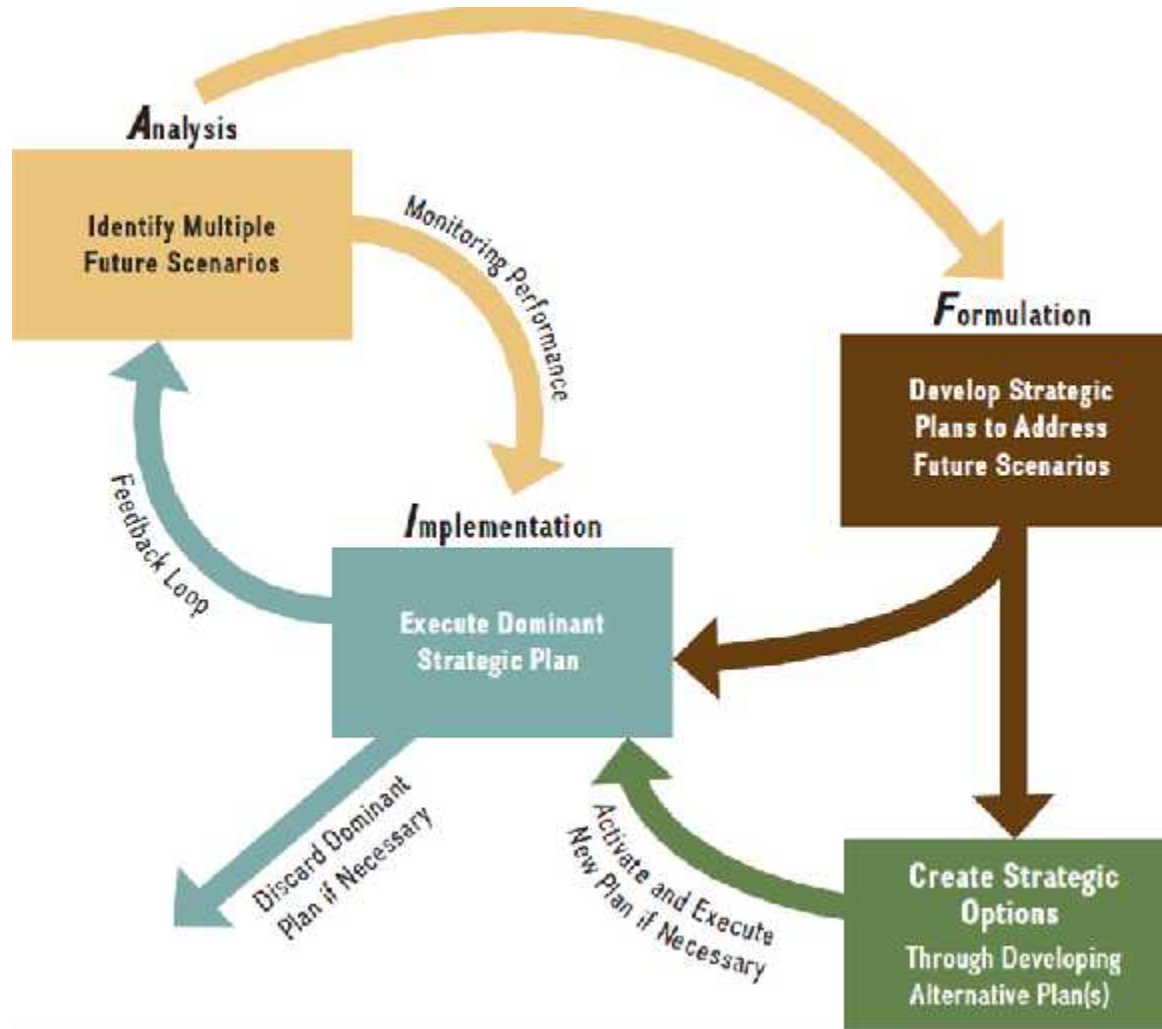 Analysis
Identify Multiple
Future Scenarios
Monitoring Performance
Formulation
Develop Strategic
Plans to Address
Future Scenarios
Feedback Loop
Implementation
Execute Dominant
Strategic Plan
Discard Dominant
Plan if Necessary
Activate and Execute
New Plan if Necessary
Create Strategic
Options
Through Developing
Alternative Plan(s)